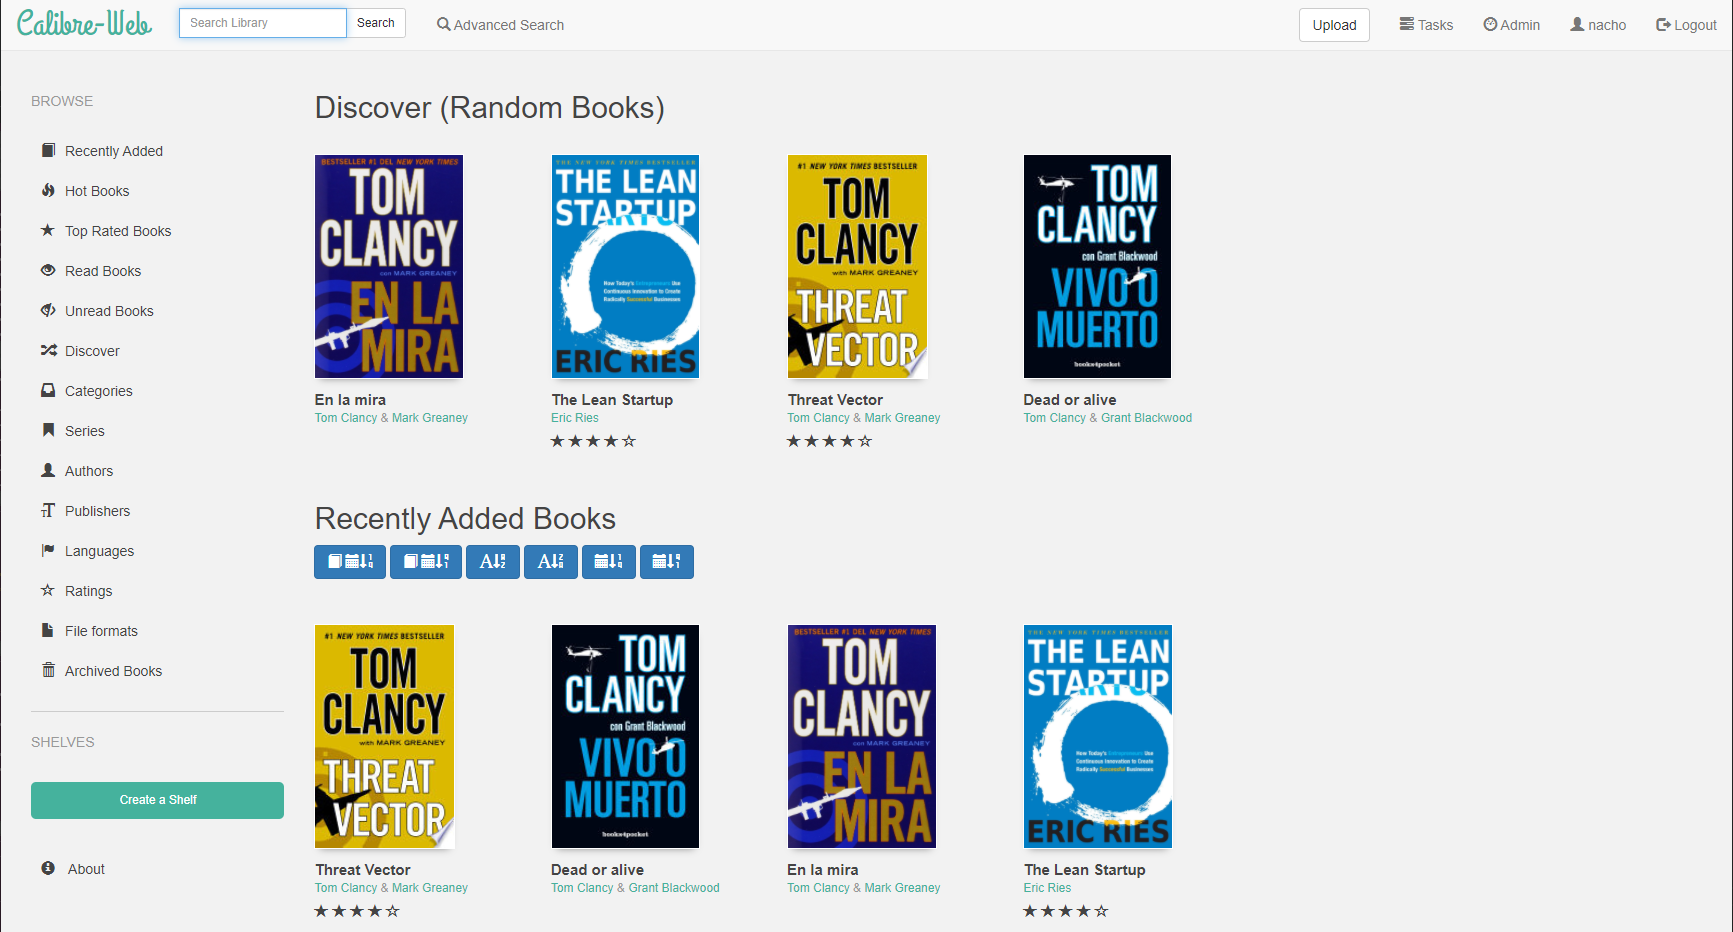 Calibre-Web
Search Library
Search
Advanced Search
Upload
Tasks
Admin
nacho
Logout
BROWSE
Recently Added
Hot Books
Top Rated Books
Read Books
Unread Books
Discover
Categories
Series
Authors
Publishers
Languages
Ratings
File formats
Archived Books
SHELVES
Create a Shelf
About
Discover (Random Books)
BESTSELLER #1 DEL NEW YORK TIMES
TOM
CLANCY
con MARK GREANEY
EN LA
MIRA
En la mira
Tom Clancy & Mark Greaney
THE NEW YORK TIMES BESTSELLER
THE LEAN
STARTUP
How Today's Entrepreneurs Use
Continuous Innovation to Create
Radically Successful Businesses
ERIC RIES
The Lean Startup
Eric Ries
#1 NEW YORK TIMES BESTSELLER
TOM
CLANCY
with MARK GREANEY
THREAT
VECTOR
Threat Vector
Tom Clancy & Mark Greaney
TOM
CLANCY
con Grant Blackwood
VIVO O
MUERTO
books4pocket
Dead or alive
Tom Clancy & Grant Blackwood
Recently Added Books
#1 NEW YORK TIMES BESTSELLER
TOM
CLANCY
with MARK GREANEY
THREAT
VECTOR
Threat Vector
Tom Clancy & Mark Greaney
TOM
CLANCY
con Grant Blackwood
VIVO O
MUERTO
books4pocket
Dead or alive
Tom Clancy & Grant Blackwood
BESTSELLER #1 DEL NEW YORK TIMES
TOM
CLANCY
con MARK GREANEY
EN LA
MIRA
En la mira
Tom Clancy & Mark Greaney
THE NEW YORK TIMES BESTSELLER
THE LEAN
STARTUP
How Today's Entrepreneurs Use
Continuous Innovation to Create
Radically Successful Businesses
ERIC RIES
The Lean Startup
Eric Ries